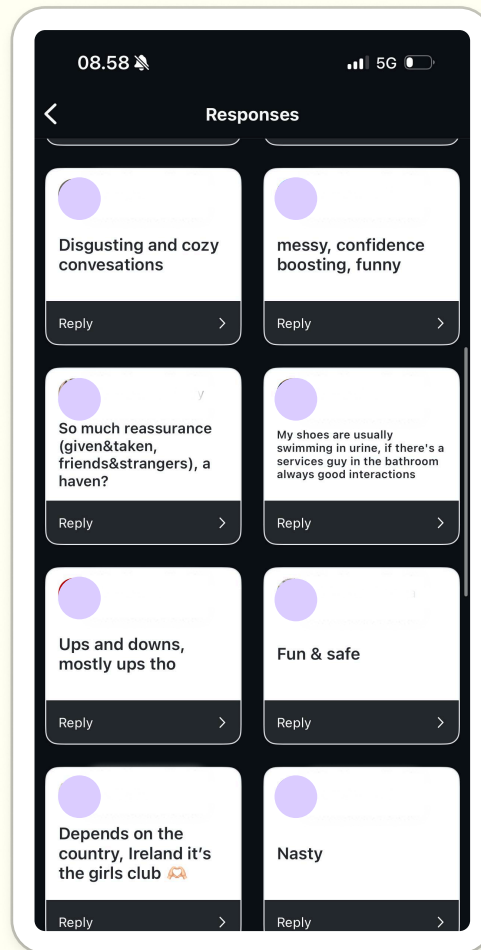 08.58
5G
Responses
Disgusting and cozy
convesations
Reply
messy, confidence
boosting, funny
Reply
y
So much reassurance
(given&taken,
friends&strangers), a
haven?
Reply
My shoes are usually
swimming in urine, if there's a
services guy in the bathroom
always good interactions
Reply
Ups and downs,
mostly ups tho
Reply
Fun & safe
Reply
Depends on the
country, Ireland it's
the girls club 🫶🏻
Reply
Nasty
Reply